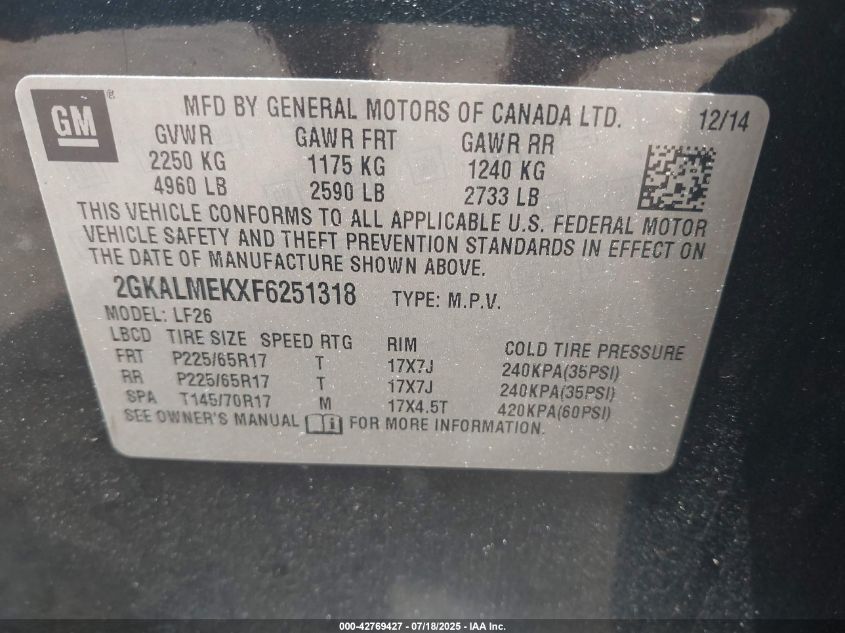 GM ®
MFD BY GENERAL MOTORS OF CANADA LTD. 12/14
GVWR GAWR FRT GAWR RR
2250 KG 1175 KG 1240 KG
4960 LB 2590 LB 2733 LB
THIS VEHICLE CONFORMS TO ALL APPLICABLE U.S. FEDERAL MOTOR
VEHICLE SAFETY AND THEFT PREVENTION STANDARDS IN EFFECT ON
THE DATE OF MANUFACTURE SHOWN ABOVE.
2GKALMEKXF6251318 TYPE: M.P.V.
MODEL: LF26
LBCD TIRE SIZE SPEED RTG RIM COLD TIRE PRESSURE
FRT P225/65R17 T 17X7J 240KPA(35PSI)
RR P225/65R17 T 17X7J 240KPA(35PSI)
SPA T145/70R17 M 17X4.5T 420KPA(60PSI)
SEE OWNER'S MANUAL FOR MORE INFORMATION.
000-42769427 - 07/18/2025 - IAA Inc.